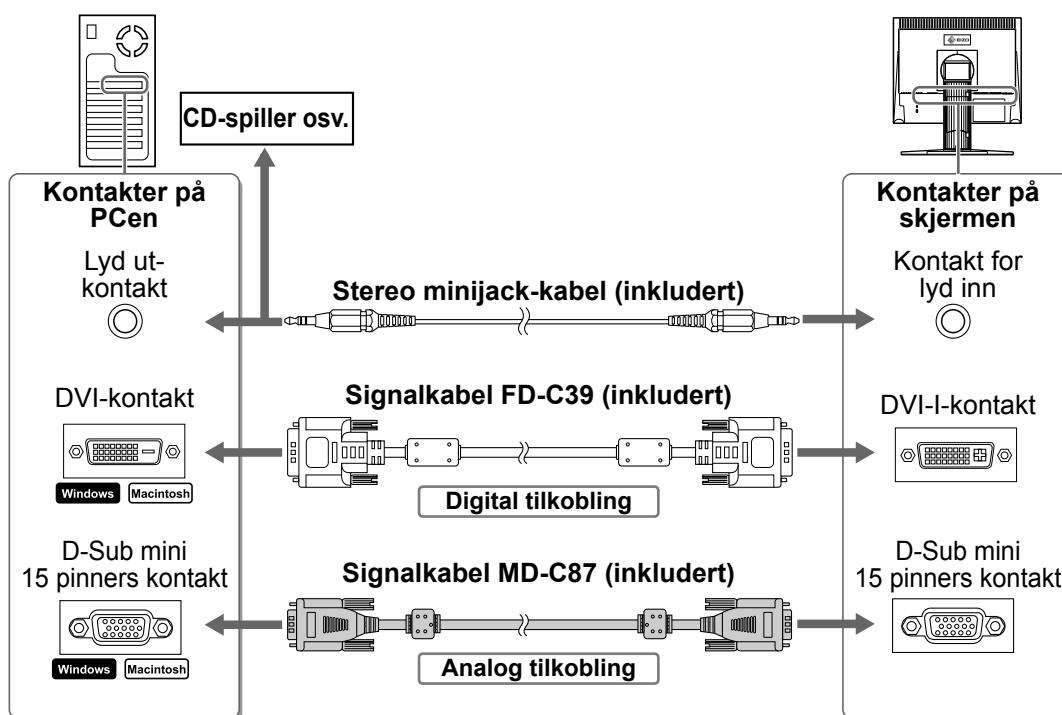 EIZO
CD-spiller osv.
Kontakter på
PCen
Kontakter på
skjermen
Lyd ut-
kontakt
Stereo minijack-kabel (inkludert)
Kontakt for
lyd inn
DVI-kontakt
Windows Macintosh
Signalkabel FD-C39 (inkludert)
Digital tilkobling
DVI-I-kontakt
D-Sub mini
15 pinners kontakt
Windows Macintosh
Signalkabel MD-C87 (inkludert)
Analog tilkobling
D-Sub mini
15 pinners kontakt